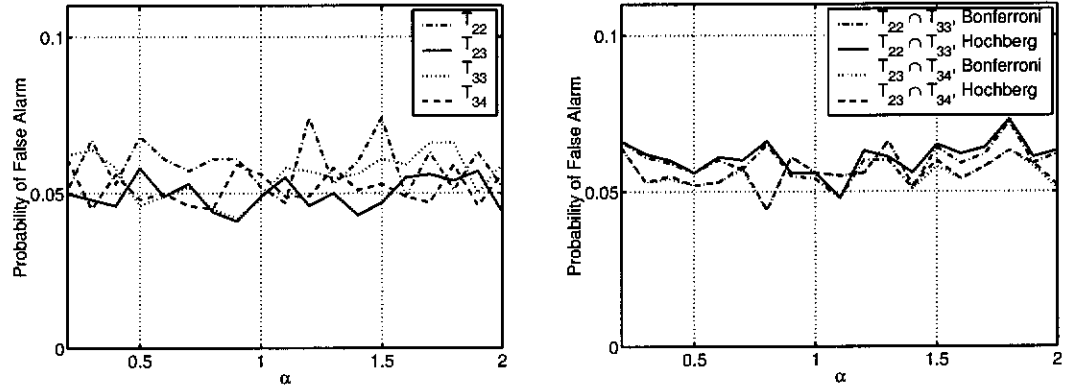 0.1
0.05
0
0.5
1
1.5
2
Probability of False Alarm
α
T22
T23
T33
T34
0.1
0.05
0
0.5
1
1.5
2
Probability of False Alarm
α
T22 ∩ T33, Bonferroni
T22 ∩ T33, Hochberg
T23 ∩ T34, Bonferroni
T23 ∩ T34, Hochberg